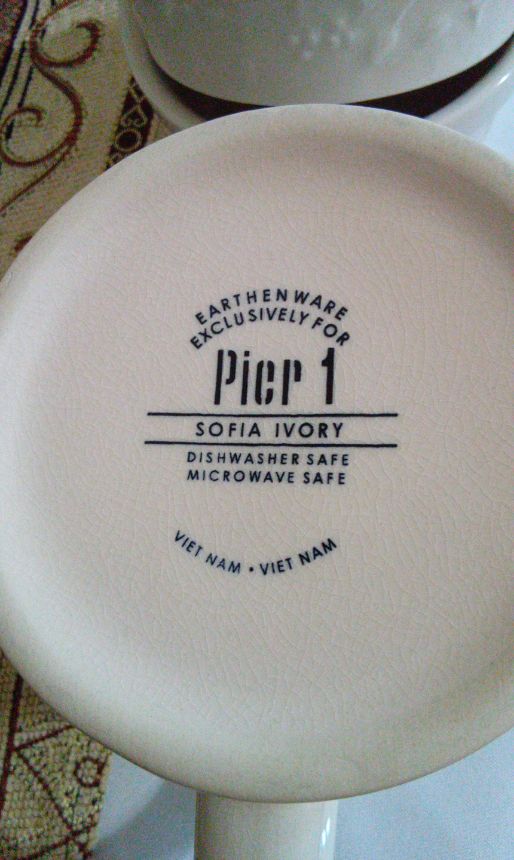 EARTHENWARE
EXCLUSIVELY FOR
Pier 1
SOFIA IVORY
DISHWASHER SAFE
MICROWAVE SAFE
VIET NAM • VIET NAM